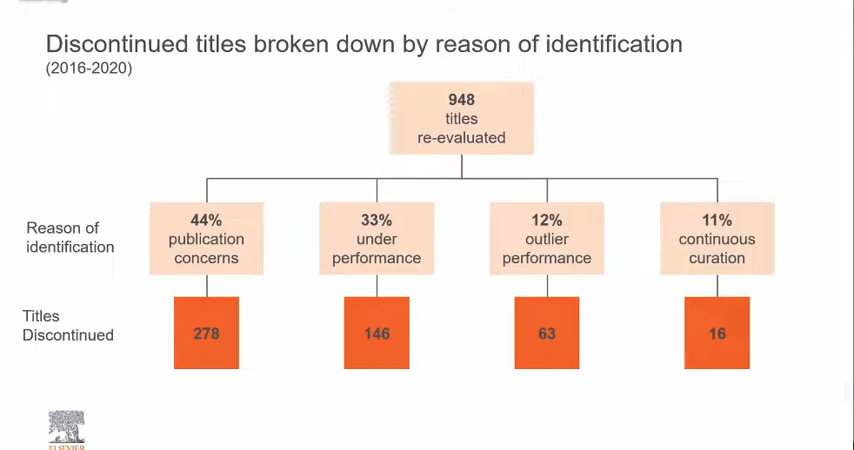 Discontinued titles broken down by reason of identification
(2016-2020)
948
titles
re-evaluated
Reason of
identification
44%
publication
concerns
33%
under
performance
12%
outlier
performance
11%
continuous
curation
Titles
Discontinued
278
146
63
16
ELSEVIER